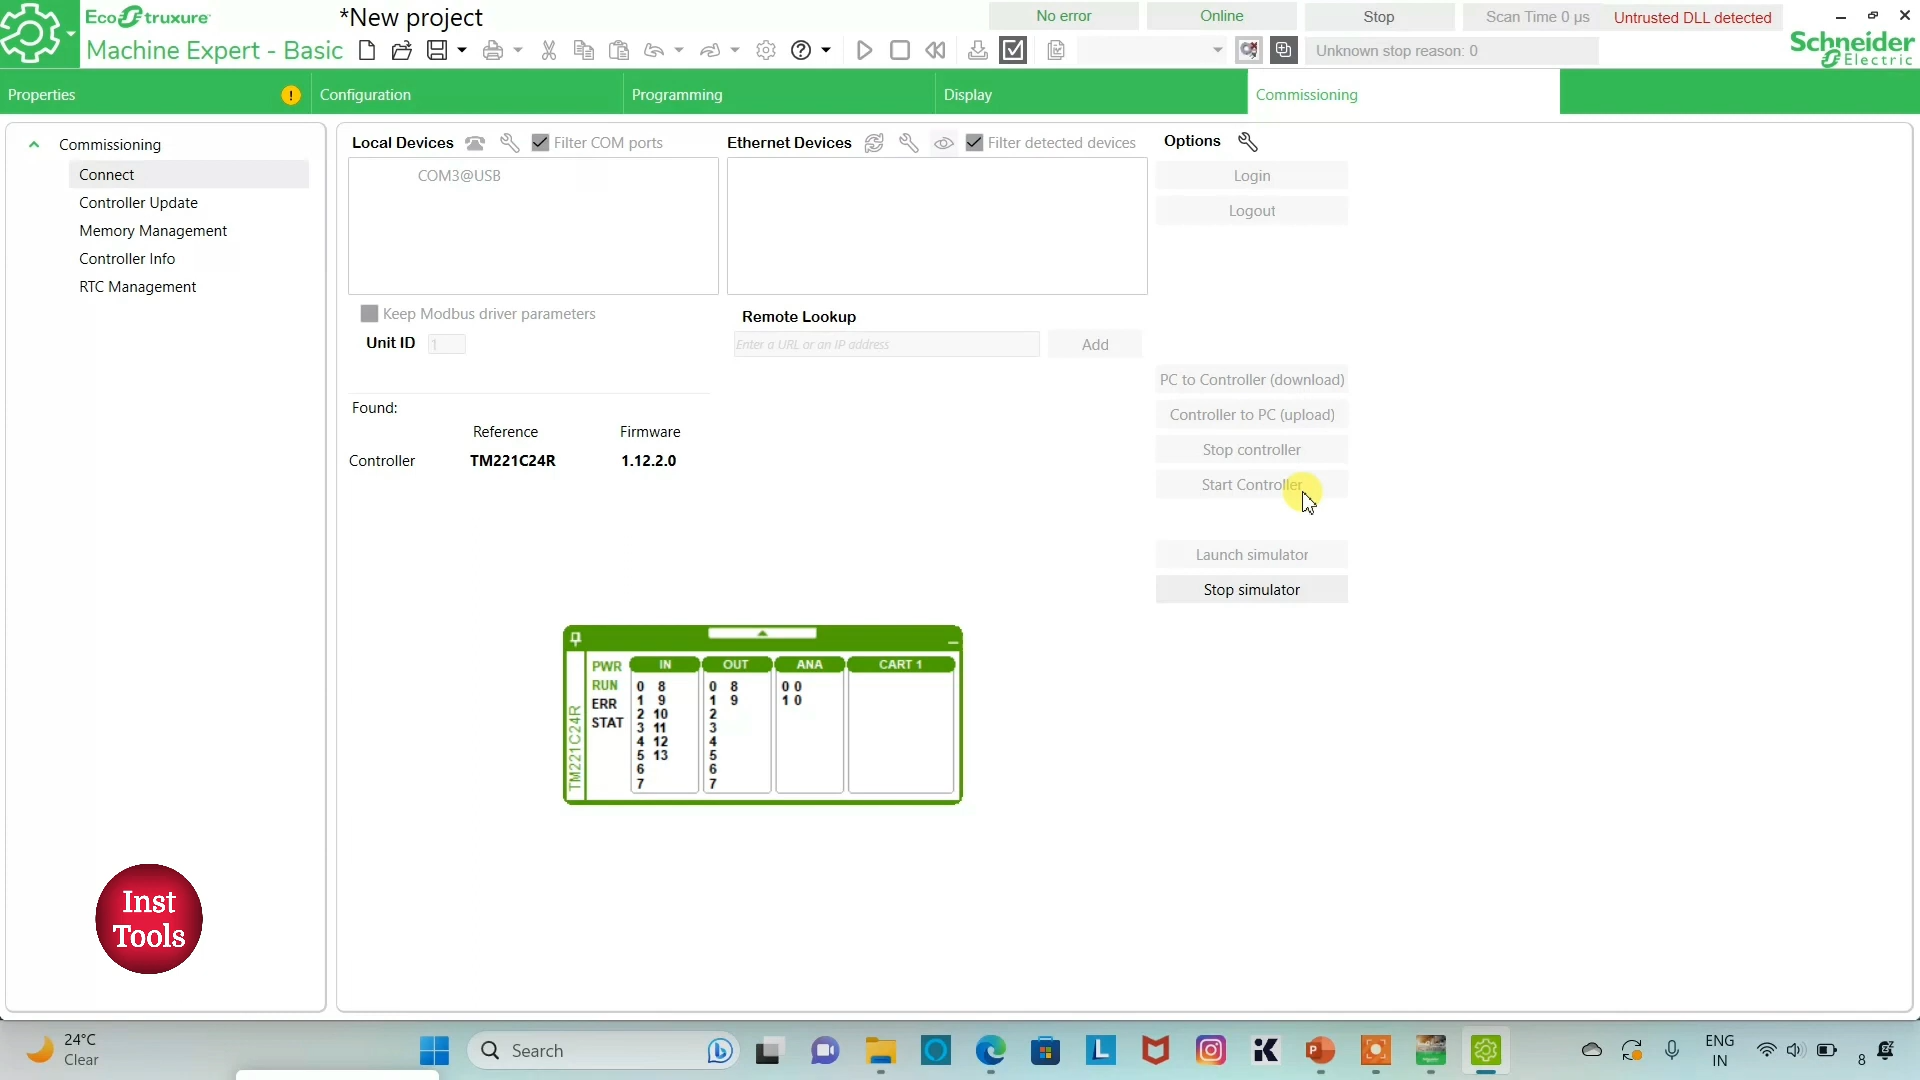 EcoStruxure
Machine Expert - Basic
*New project
No error
Online
Stop
Scan Time 0 µs
Untrusted DLL detected
Unknown stop reason: 0
Schneider
Electric
Properties
Configuration
Programming
Display
Commissioning
Commissioning
Connect
Controller Update
Memory Management
Controller Info
RTC Management
Local Devices
Filter COM ports
COM3@USB
Keep Modbus driver parameters
Unit ID 1
Found:
Reference Firmware
Controller TM221C24R 1.12.2.0
Ethernet Devices
Filter detected devices
Remote Lookup
Enter a URL or an IP address
Add
Options
Login
Logout
PC to Controller (download)
Controller to PC (upload)
Stop controller
Start Controller
Launch simulator
Stop simulator
TM221C24R
PWR
RUN
ERR
STAT
IN
0 8
1 9
2 10
3 11
4 12
5 13
6
7
OUT
0 8
1 9
2
3
4
5
6
7
ANA
0 0
1 0
CART 1
Inst
Tools
24°C
Clear
Search
ENG
IN
8